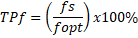 TPf = (fs/fopt) x100%